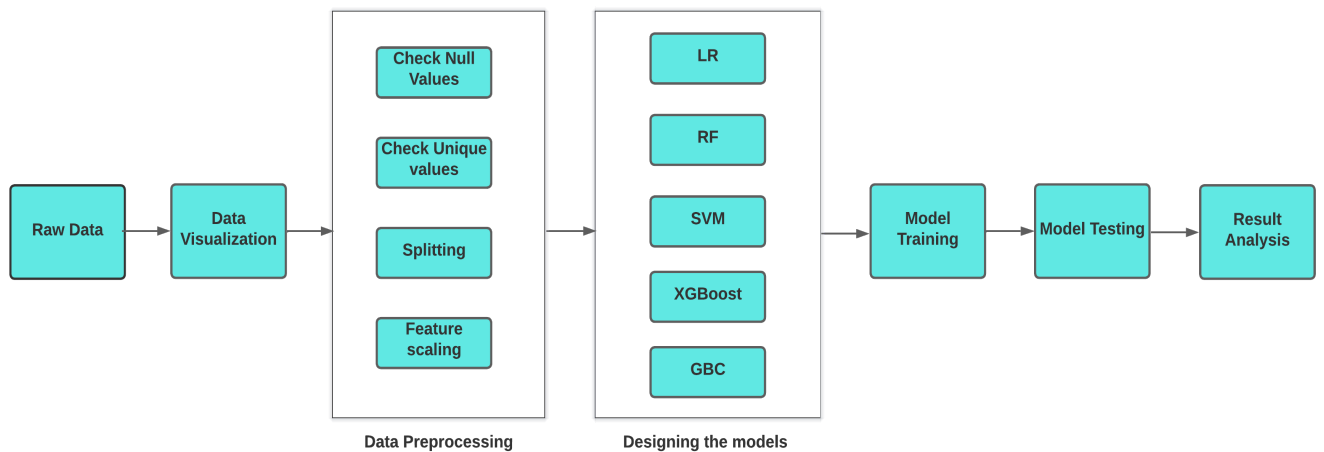 Raw Data
Data
Visualization
Check Null
Values
Check Unique
values
Splitting
Feature
scaling
Data Preprocessing
LR
RF
SVM
XGBoost
GBC
Designing the models
Model
Training
Model Testing
Result
Analysis